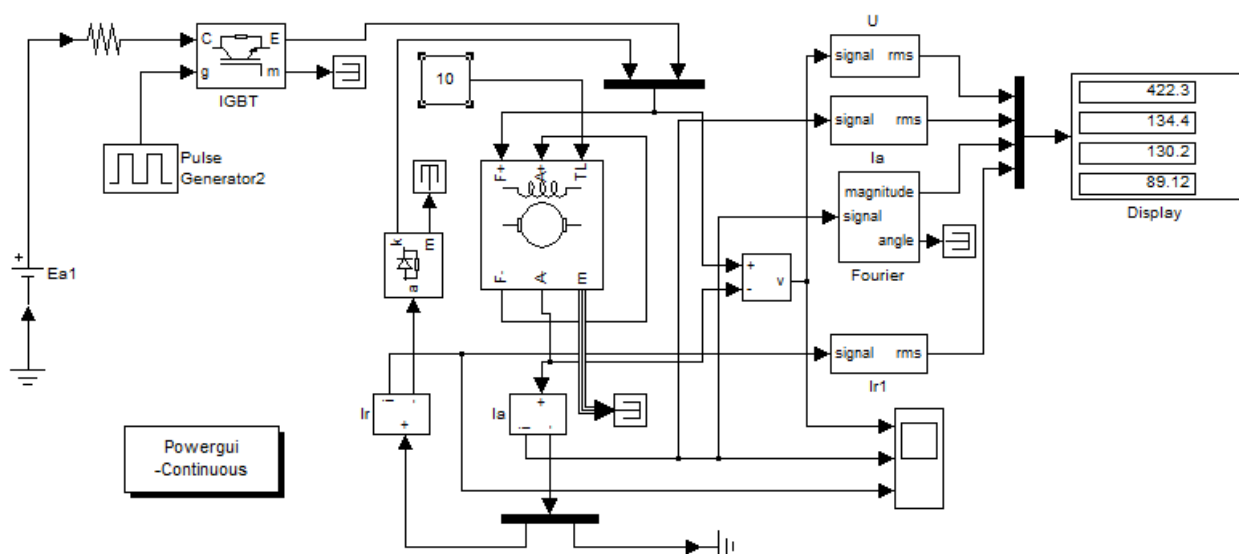 U
C E
g m
IGBT
10
signal rms
signal rms
Ia
422.3
134.4
130.2
89.12
Display
Pulse
Generator2
F+ A+ TL
k m
a
magnitude
signal
angle
Fourier
+
Ea1
F- A- m
+
-
v
signal rms
Ir1
i -
+
Ir
Ia
+
i -
Powergui
-Continuous